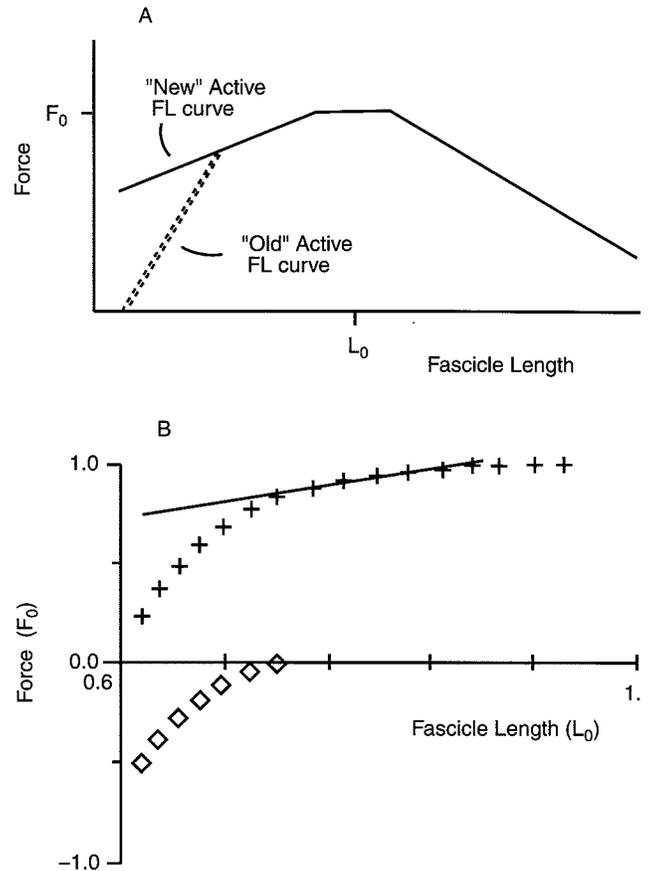 A
"New" Active
FL curve
F₀
Force
"Old" Active
FL curve
L₀
Fascicle Length
B
1.0
0.0
0.6
1.
Force (F₀)
Fascicle Length (L₀)
−1.0